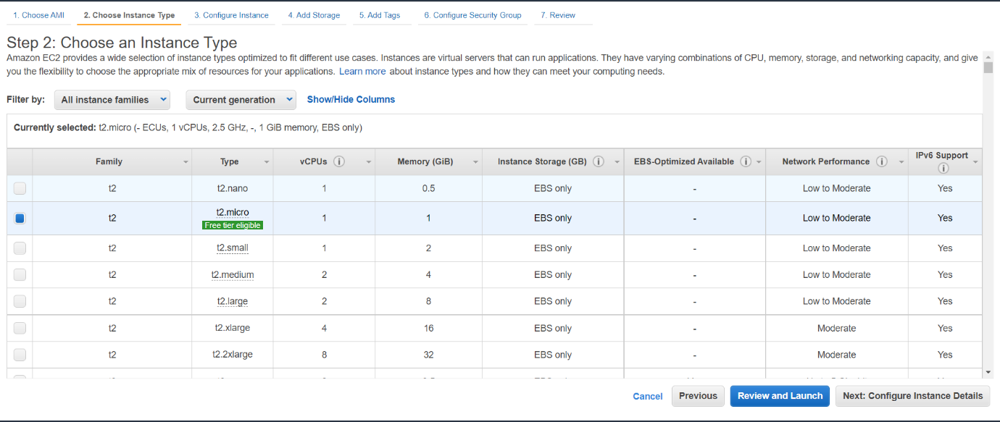 1. Choose AMI 2. Choose Instance Type 3. Configure Instance 4. Add Storage 5. Add Tags 6. Configure Security Group 7. Review
Step 2: Choose an Instance Type
Amazon EC2 provides a wide selection of instance types optimized to fit different use cases. Instances are virtual servers that can run applications. They have varying combinations of CPU, memory, storage, and networking capacity, and give
you the flexibility to choose the appropriate mix of resources for your applications. Learn more about instance types and how they can meet your computing needs.
Filter by: All instance families Current generation Show/Hide Columns
Currently selected: t2.micro (- ECUs, 1 vCPUs, 2.5 GHz, -, 1 GiB memory, EBS only)
Family Type vCPUs Memory (GiB) Instance Storage (GB) EBS-Optimized Available Network Performance IPv6 Support
t2 t2.nano 1 0.5 EBS only - Low to Moderate Yes
t2 t2.micro 1 1 EBS only - Low to Moderate Yes
Free tier eligible
t2 t2.small 1 2 EBS only - Low to Moderate Yes
t2 t2.medium 2 4 EBS only - Low to Moderate Yes
t2 t2.large 2 8 EBS only - Low to Moderate Yes
t2 t2.xlarge 4 16 EBS only - Moderate Yes
t2 t2.2xlarge 8 32 EBS only - Moderate Yes
Cancel Previous Review and Launch Next: Configure Instance Details